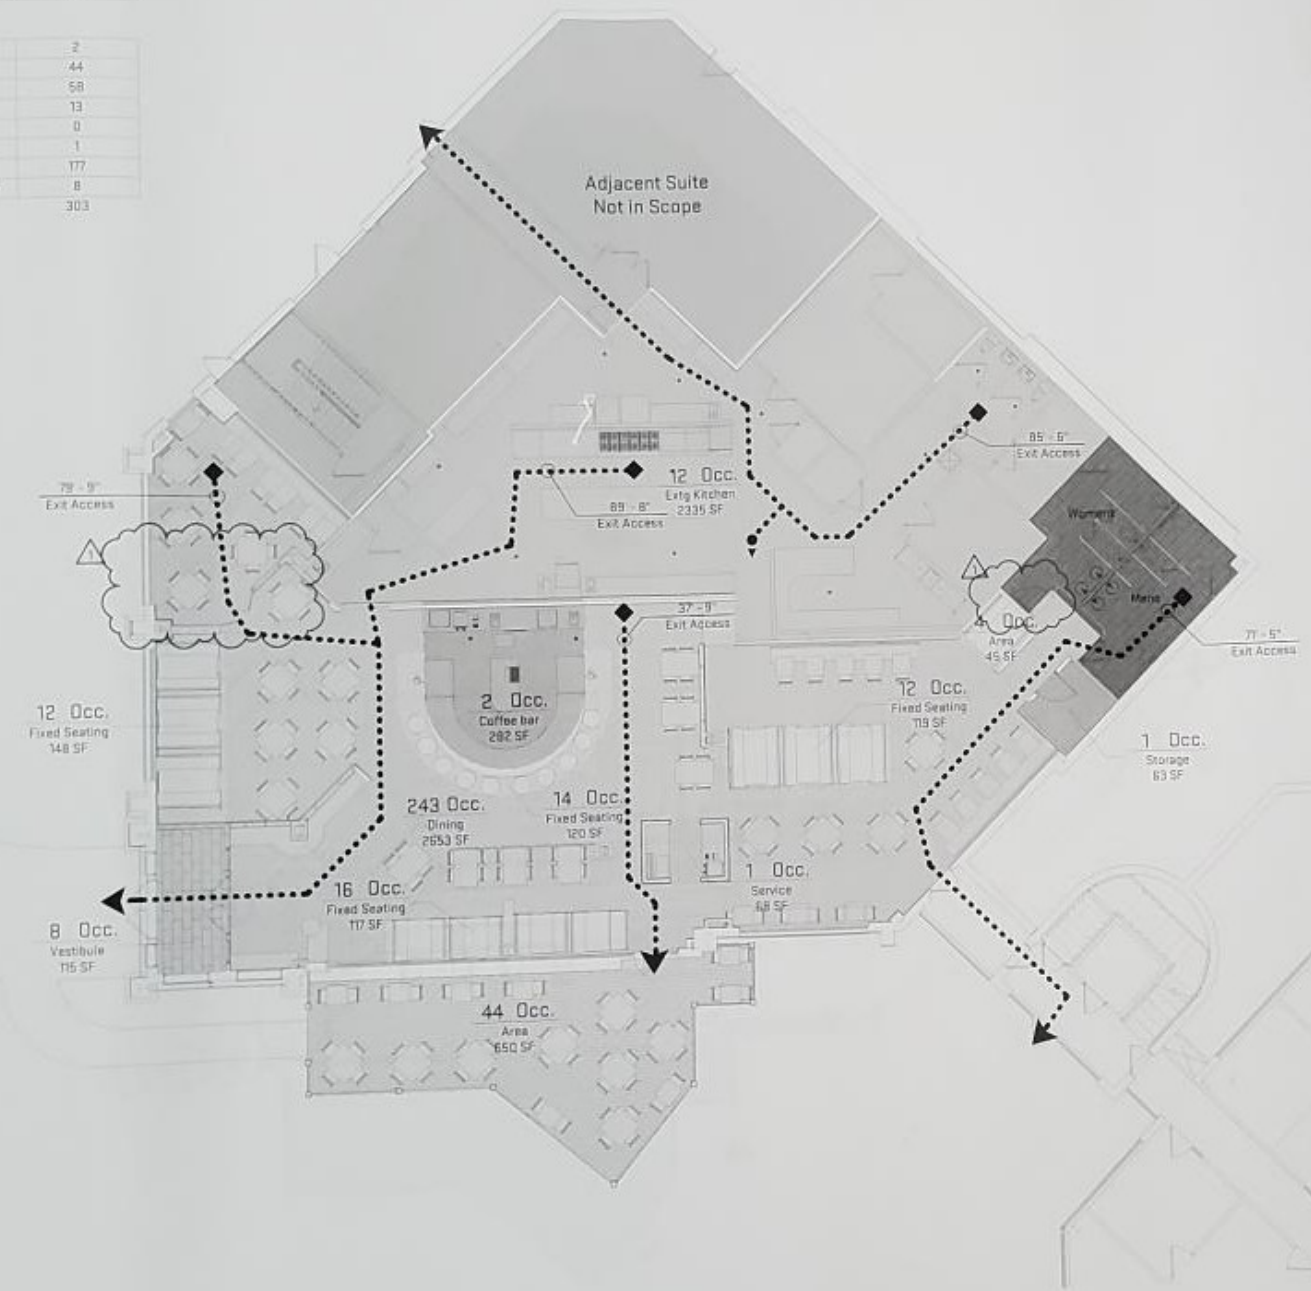 2
44
58
13
0
1
177
8
303
Adjacent Suite
Not in Scope
85' - 6"
Exit Access
79' - 9"
Exit Access
12 Occ.
Extg Kitchen
2335 SF
89' - 8"
Exit Access
1
Womens
1
Mens
37' - 9"
Exit Access
4 Occ.
Area
45 SF
71' - 5"
Exit Access
2 Occ.
Coffee bar
282 SF
12 Occ.
Fixed Seating
119 SF
12 Occ.
Fixed Seating
148 SF
1 Occ.
Storage
63 SF
243 Occ.
Dining
2653 SF
14 Occ.
Fixed Seating
120 SF
16 Occ.
Fixed Seating
117 SF
1 Occ.
Service
68 SF
8 Occ.
Vestibule
115 SF
44 Occ.
Area
650 SF